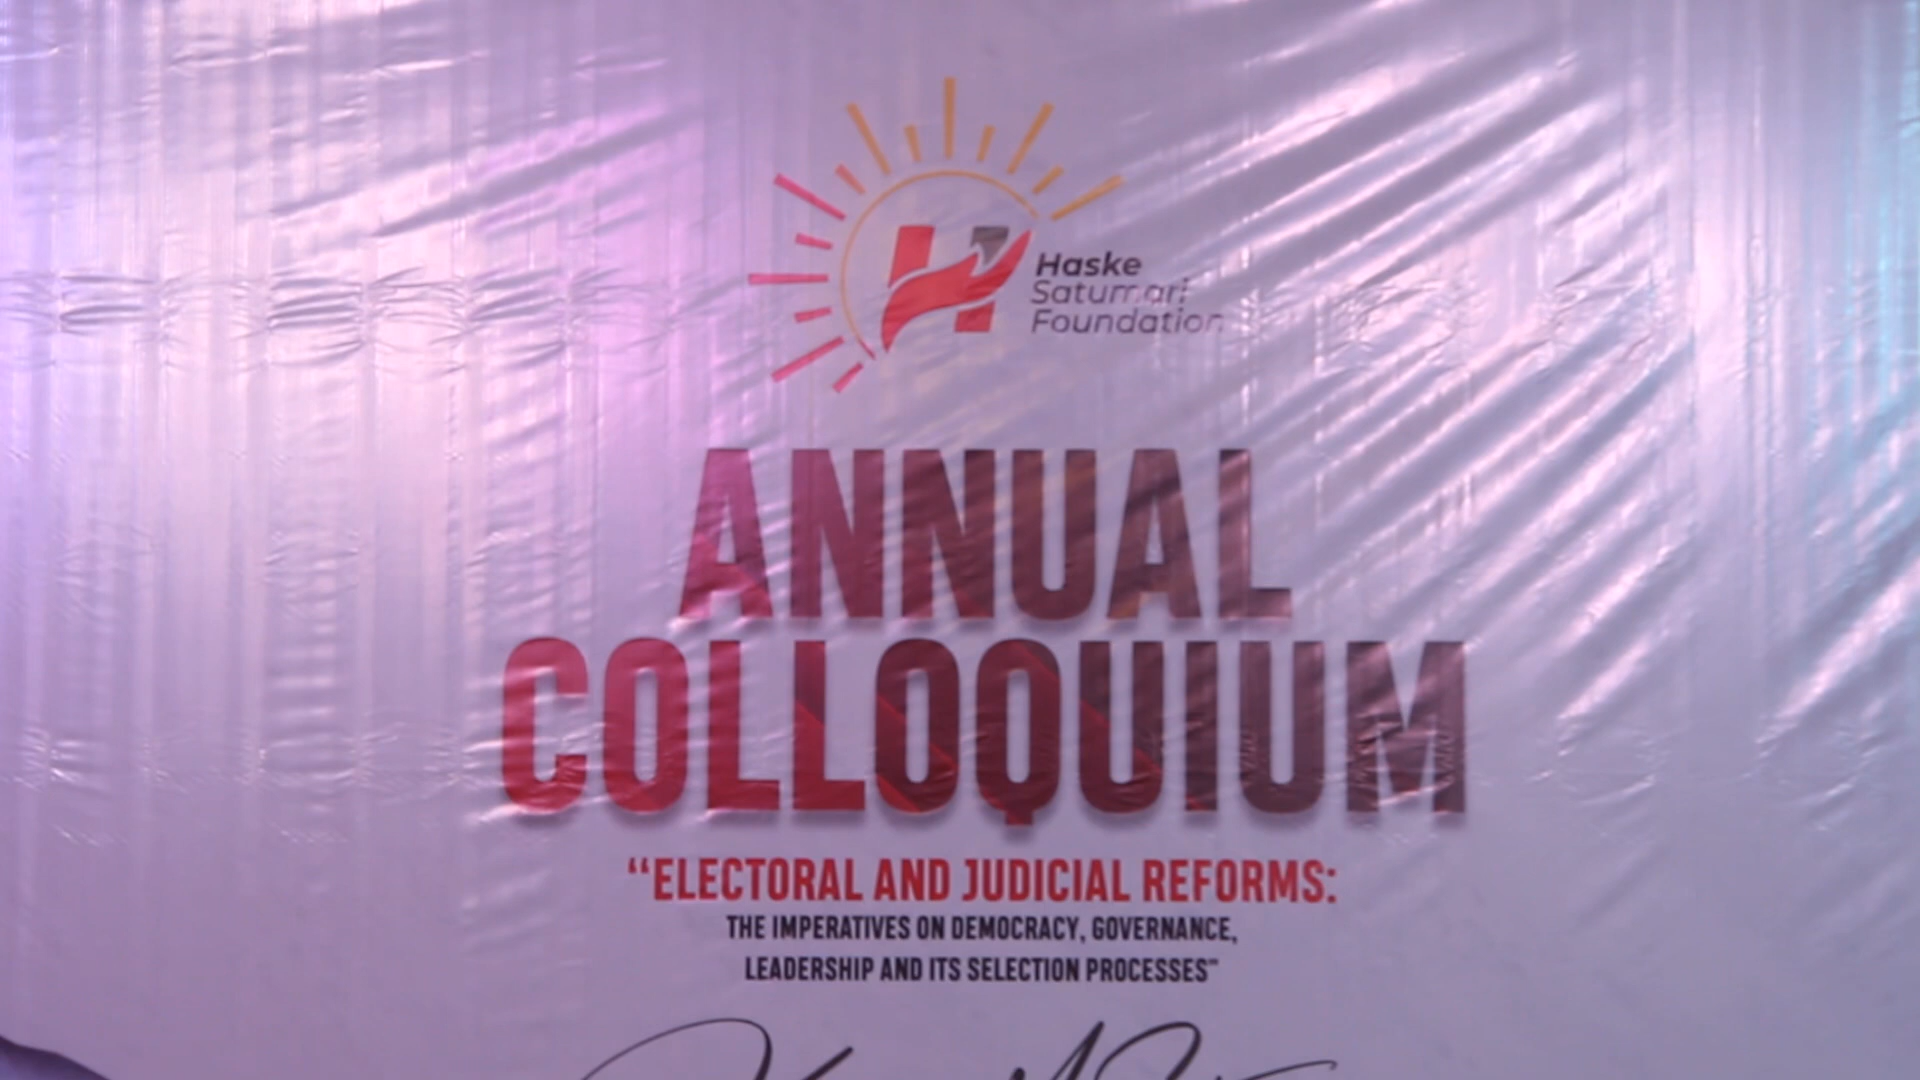 Haske
Satumari
Foundation
ANNUAL
COLLOQUIUM
“ELECTORAL AND JUDICIAL REFORMS:
THE IMPERATIVES ON DEMOCRACY, GOVERNANCE,
LEADERSHIP AND ITS SELECTION PROCESSES"